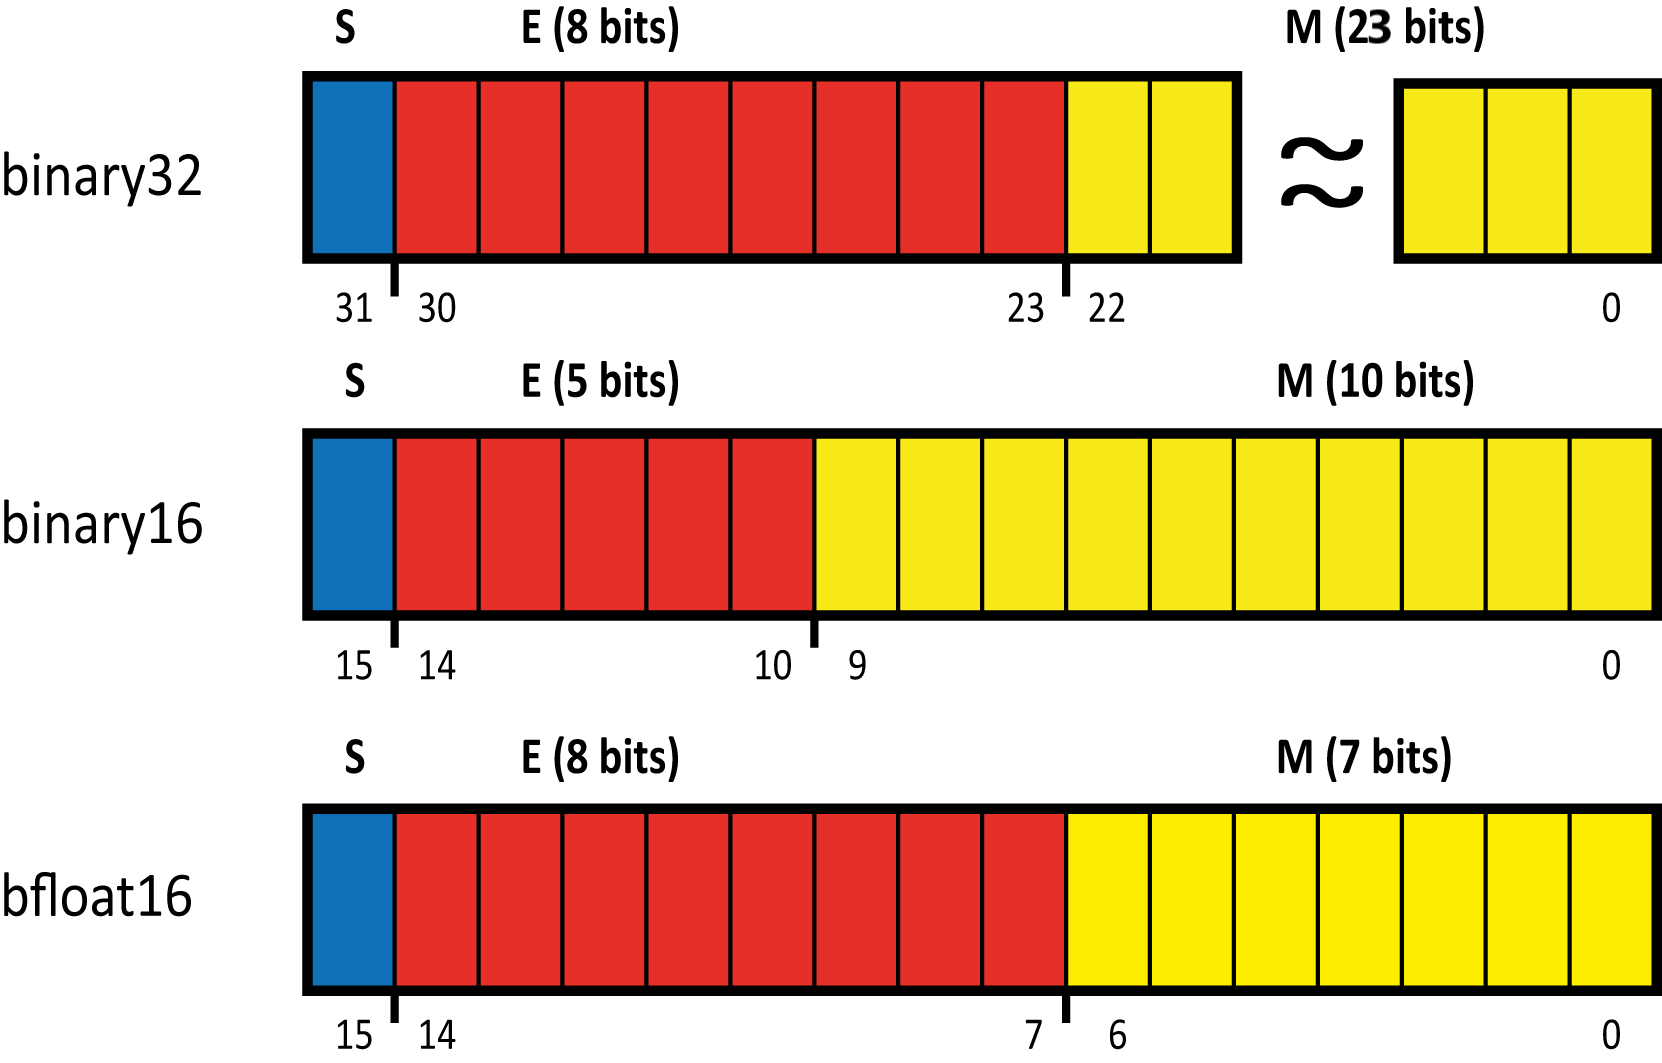 S E (8 bits) M (23 bits)
binary32
31 30 23 22 0
S E (5 bits) M (10 bits)
binary16
15 14 10 9 0
S E (8 bits) M (7 bits)
bfloat16
15 14 7 6 0